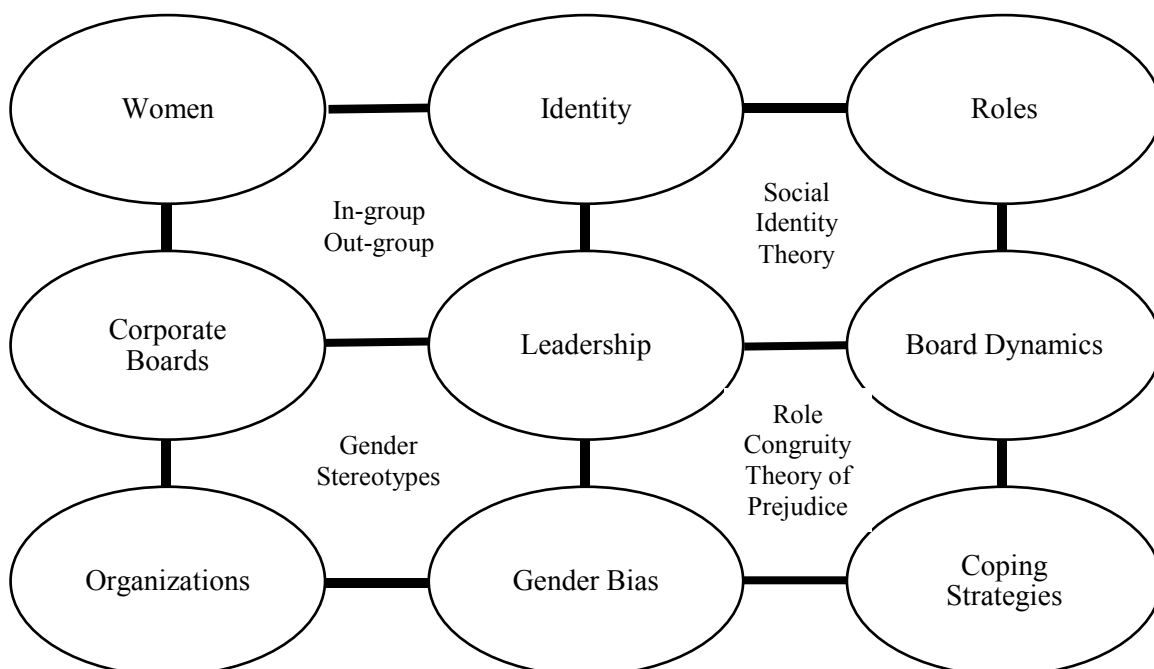 Women
Identity
Roles
In-group
Out-group
Social
Identity
Theory
Corporate
Boards
Leadership
Board Dynamics
Gender
Stereotypes
Role
Congruity
Theory of
Prejudice
Organizations
Gender Bias
Coping
Strategies